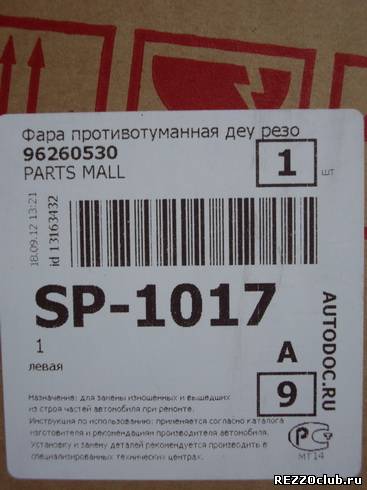 Фара противотуманная деу резо
96260530
PARTS MALL
1
шт
18.09.12 13:21
id 13163432
SP-1017
1
левая
A
9
AUTODOC.RU
Назначение: для замены изношенных и вышедших
из строя частей автомобиля при ремонте.
Инструкция по использованию: применяется согласно каталога
изготовителя и рекомендации производителя автомобиля.
Установку и замену деталей рекомендуется производить в
специализированных технических центрах.
МТ14
REZZOclub.ru